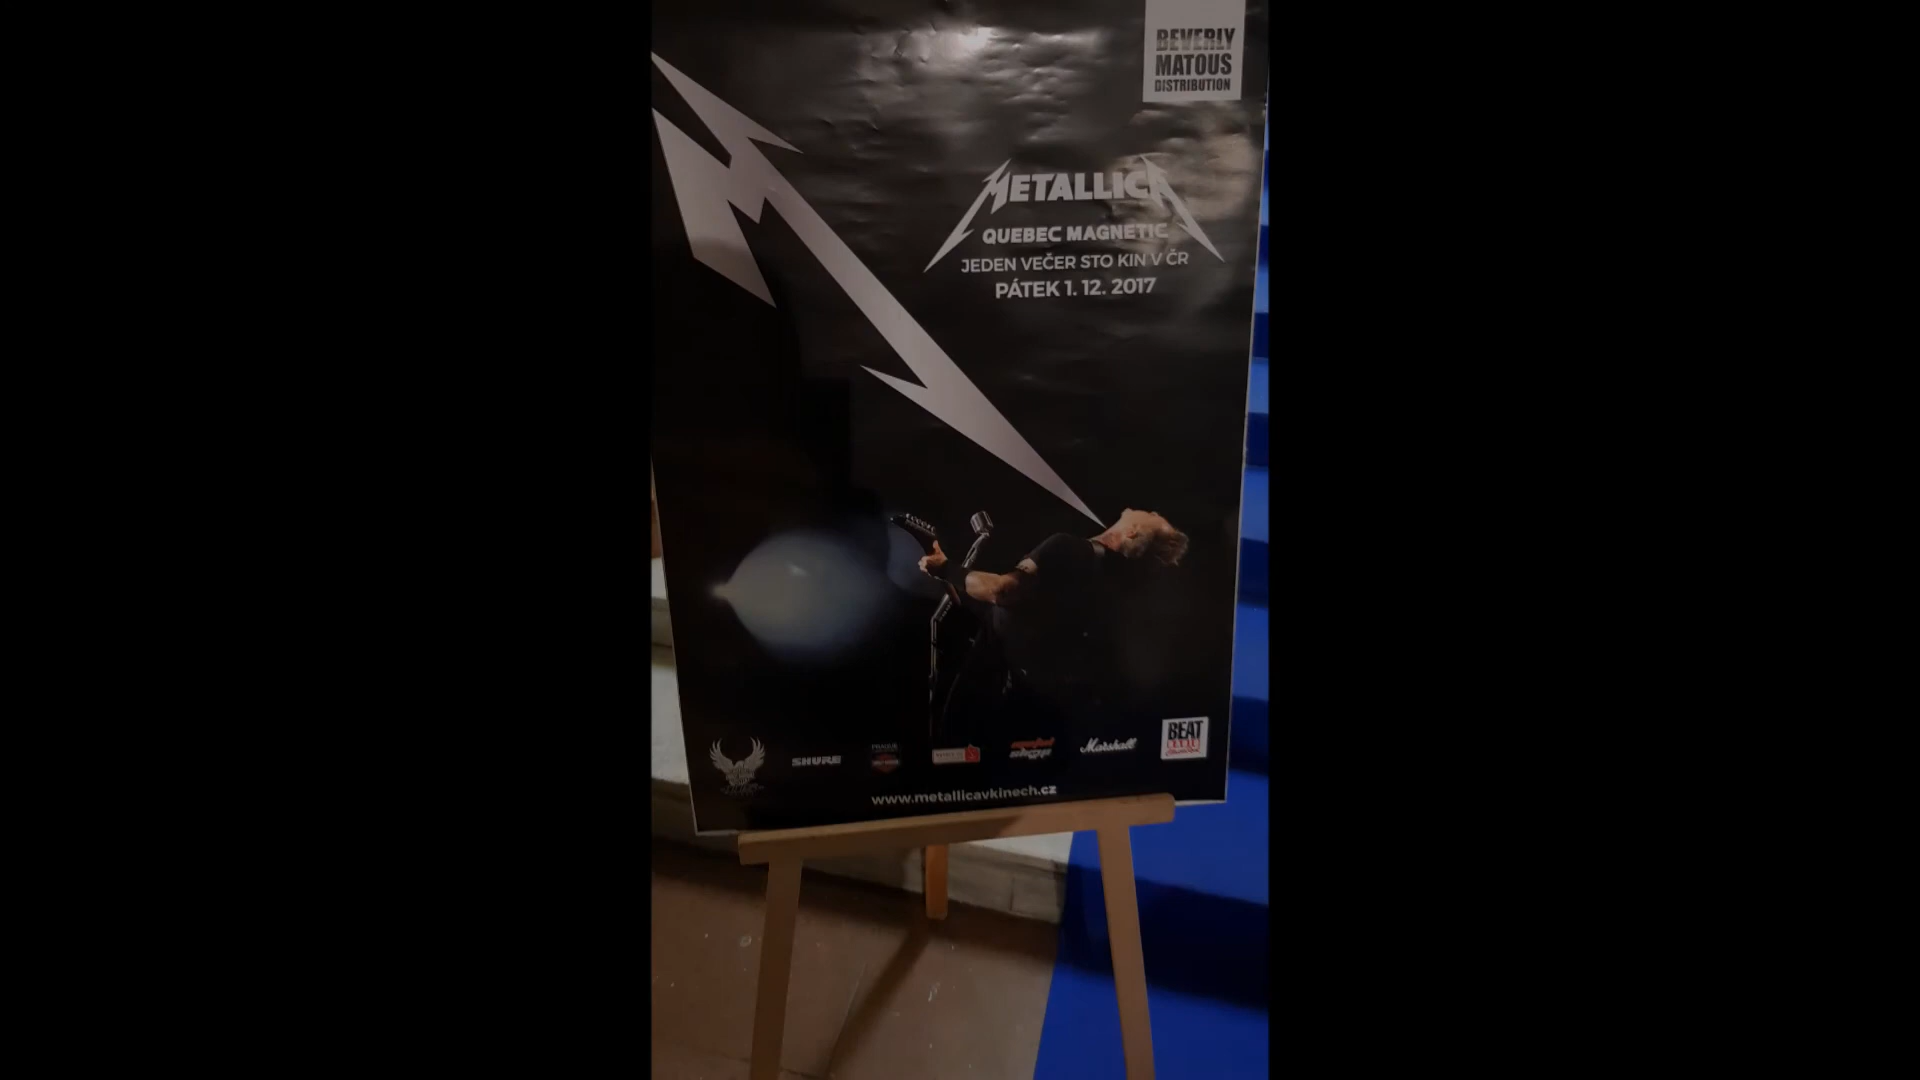 BEVERLY
MATOUS
DISTRIBUTION
METALLICA
QUEBEC MAGNETIC
JEDEN VEČER STO KIN V ČR
PÁTEK 1. 12. 2017
SHURE
PRAGUE
Marshall
BEAT
www.metallicavkinech.cz